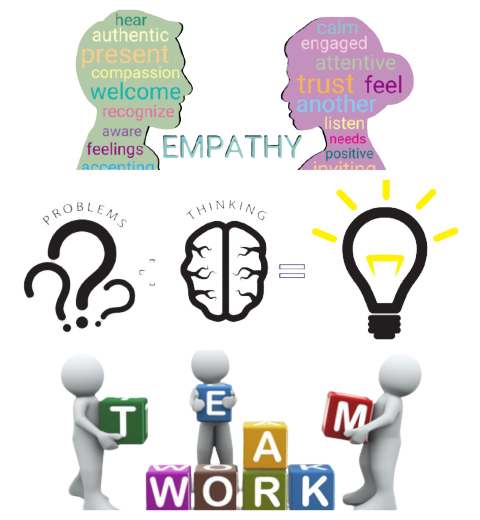 hear
authentic
present
compassion
welcome
recognize
aware
feelings
accepting
EMPATHY
calm
engaged
attentive
trust feel
another
listen
needs
positive
inviting
PROBLEMS
THINKING
=
T E A M
WORK